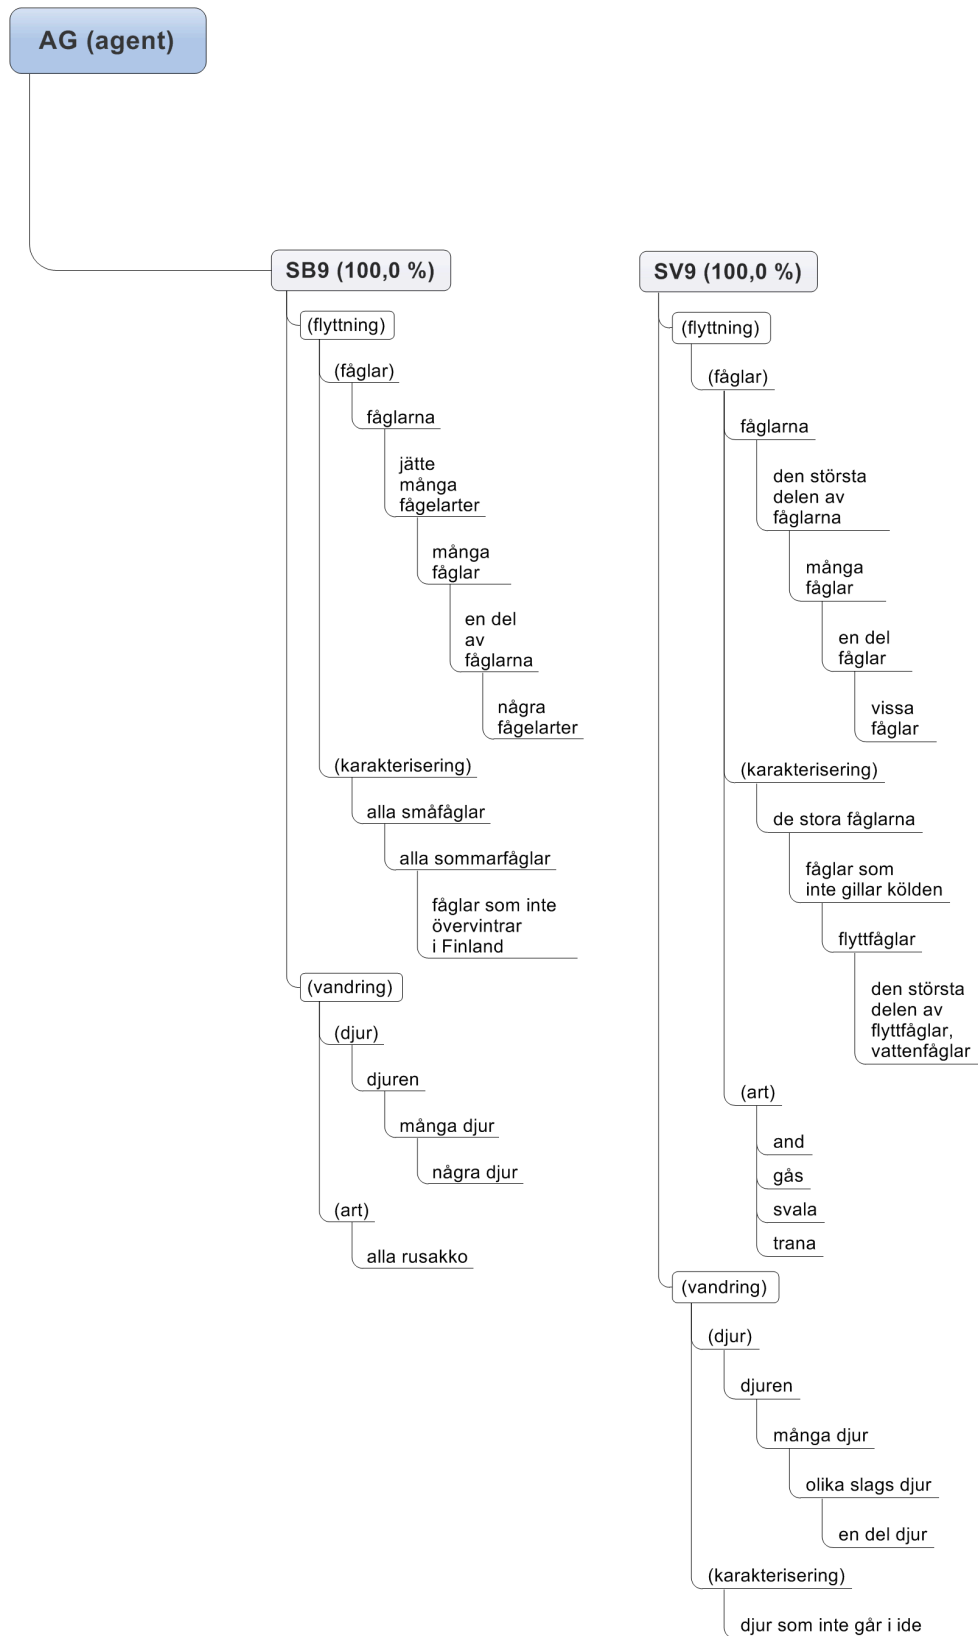 AG (agent)
SB9 (100,0 %)
(flyttning)
(fåglar)
fåglarna
jätte
många
fågelarter
många
fåglar
en del
av
fåglarna
några
fågelarter
(karakterisering)
alla småfåglar
alla sommarfåglar
fåglar som inte
övervintrar
i Finland
(vandring)
(djur)
djuren
många djur
några djur
(art)
alla rusakko
SV9 (100,0 %)
(flyttning)
(fåglar)
fåglarna
den största
delen av
fåglarna
många
fåglar
en del
fåglar
vissa
fåglar
(karakterisering)
de stora fåglarna
fåglar som
inte gillar kölden
flyttfåglar
den största
delen av
flyttfåglar,
vattenfåglar
(art)
and
gås
svala
trana
(vandring)
(djur)
djuren
många djur
olika slags djur
en del djur
(karakterisering)
djur som inte går i ide